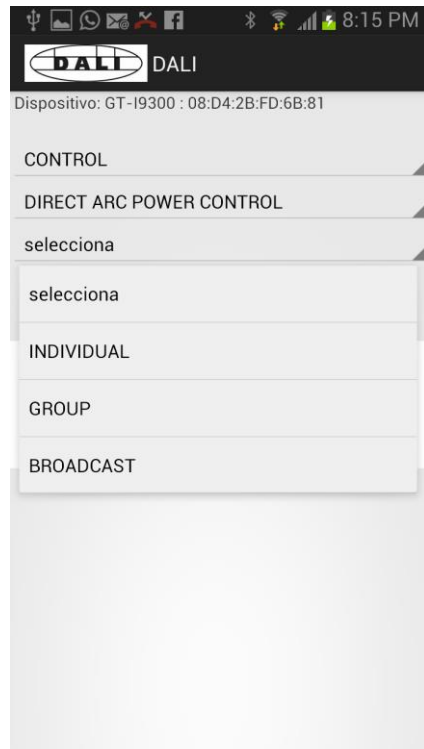 8:15 PM
DALI DALI
Dispositivo: GT-I9300 : 08:D4:2B:FD:6B:81
CONTROL
DIRECT ARC POWER CONTROL
selecciona
selecciona
INDIVIDUAL
GROUP
BROADCAST